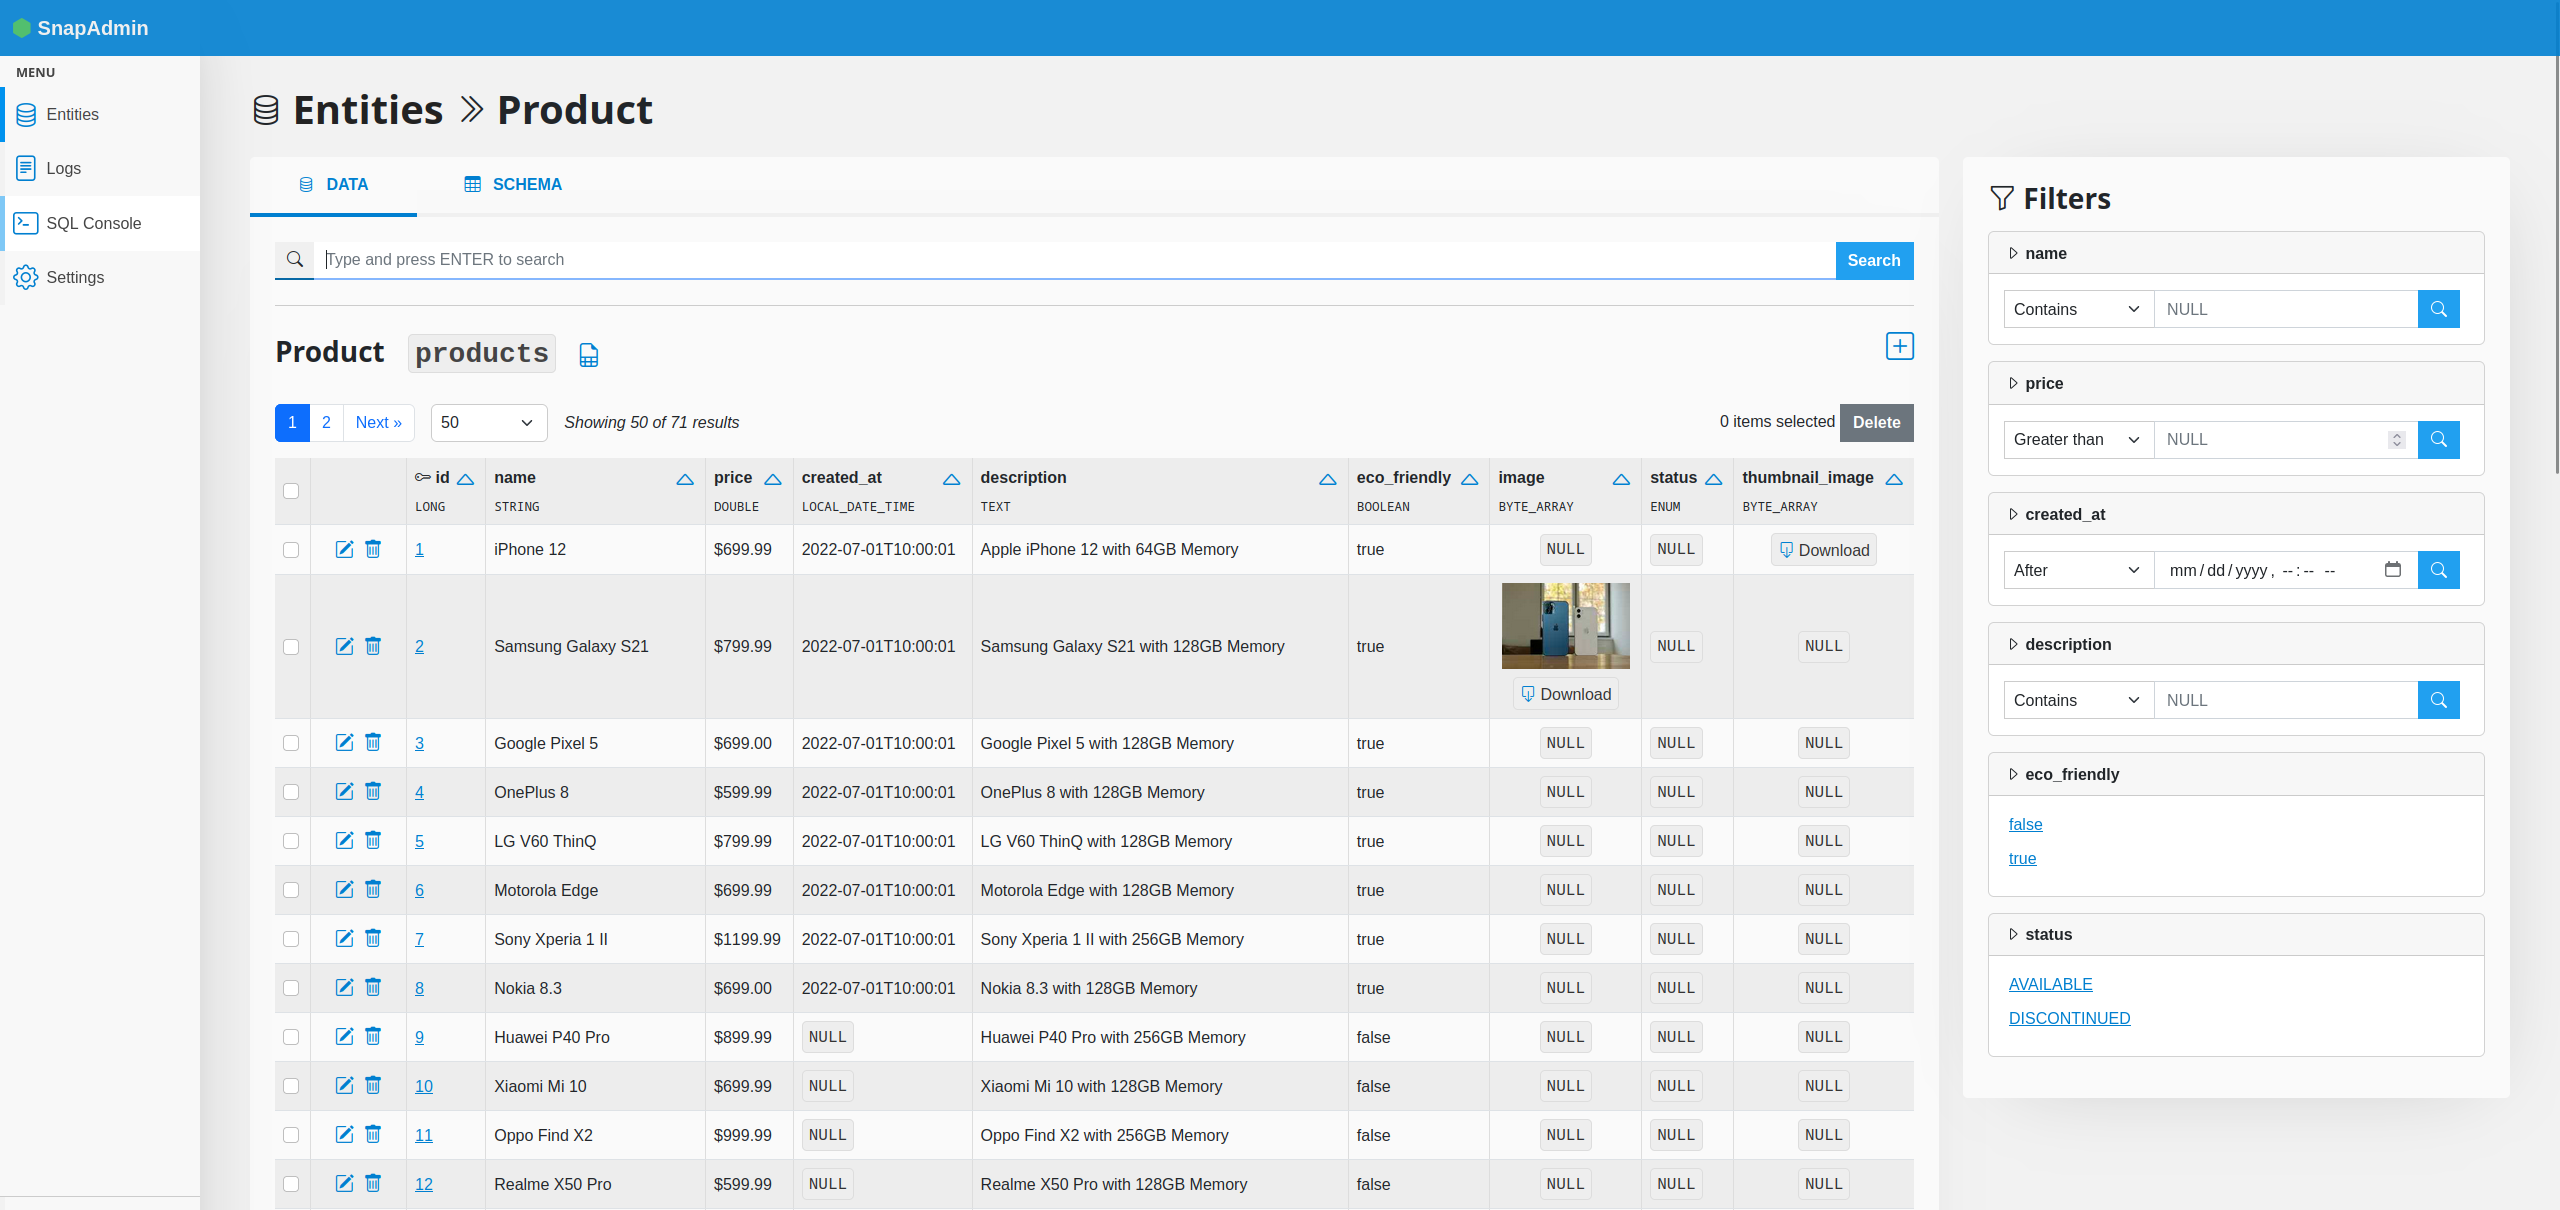 SnapAdmin
MENU
Entities
Logs
SQL Console
Settings
Entities » Product
DATA
SCHEMA
Type and press ENTER to search
Search
Product products
1 2 Next » 50 Showing 50 of 71 results
0 items selected Delete
id name price created_at description eco_friendly image status thumbnail_image
LONG STRING DOUBLE LOCAL_DATE_TIME TEXT BOOLEAN BYTE_ARRAY ENUM BYTE_ARRAY
1 iPhone 12 $699.99 2022-07-01T10:00:01 Apple iPhone 12 with 64GB Memory true NULL NULL Download
2 Samsung Galaxy S21 $799.99 2022-07-01T10:00:01 Samsung Galaxy S21 with 128GB Memory true NULL NULL
Download
3 Google Pixel 5 $699.00 2022-07-01T10:00:01 Google Pixel 5 with 128GB Memory true NULL NULL NULL
4 OnePlus 8 $599.99 2022-07-01T10:00:01 OnePlus 8 with 128GB Memory true NULL NULL NULL
5 LG V60 ThinQ $799.99 2022-07-01T10:00:01 LG V60 ThinQ with 128GB Memory true NULL NULL NULL
6 Motorola Edge $699.99 2022-07-01T10:00:01 Motorola Edge with 128GB Memory true NULL NULL NULL
7 Sony Xperia 1 II $1199.99 2022-07-01T10:00:01 Sony Xperia 1 II with 256GB Memory true NULL NULL NULL
8 Nokia 8.3 $699.00 2022-07-01T10:00:01 Nokia 8.3 with 128GB Memory true NULL NULL NULL
9 Huawei P40 Pro $899.99 NULL Huawei P40 Pro with 256GB Memory false NULL NULL NULL
10 Xiaomi Mi 10 $699.99 NULL Xiaomi Mi 10 with 128GB Memory false NULL NULL NULL
11 Oppo Find X2 $999.99 NULL Oppo Find X2 with 256GB Memory false NULL NULL NULL
12 Realme X50 Pro $599.99 NULL Realme X50 Pro with 128GB Memory false NULL NULL NULL
Filters
name
Contains NULL
price
Greater than NULL
created_at
After mm/dd/yyyy, --:-- --
description
Contains NULL
eco_friendly
false
true
status
AVAILABLE
DISCONTINUED